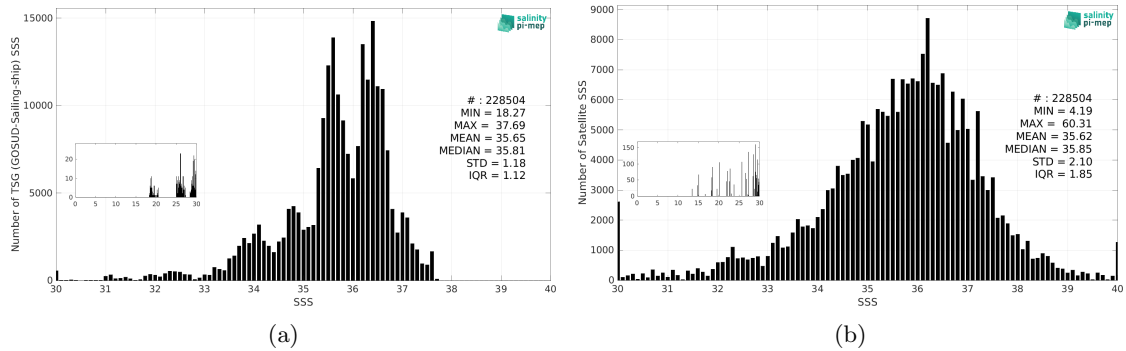 15000
10000
5000
0
Number of TSG (GOSUD-Sailing-ship) SSS
salinity
pi-mep
# : 228504
MIN = 18.27
MAX = 37.69
MEAN = 35.65
MEDIAN = 35.81
STD = 1.18
IQR = 1.12
20
10
0
0 5 10 15 20 25 30
30 31 32 33 34 35 36 37 38 39 40
SSS
(a)
9000
8000
7000
6000
5000
4000
3000
2000
1000
0
Number of Satellite SSS
salinity
pi-mep
# : 228504
MIN = 4.19
MAX = 60.31
MEAN = 35.62
MEDIAN = 35.85
STD = 2.10
IQR = 1.85
150
100
50
0
0 5 10 15 20 25 30
30 31 32 33 34 35 36 37 38 39 40
SSS
(b)